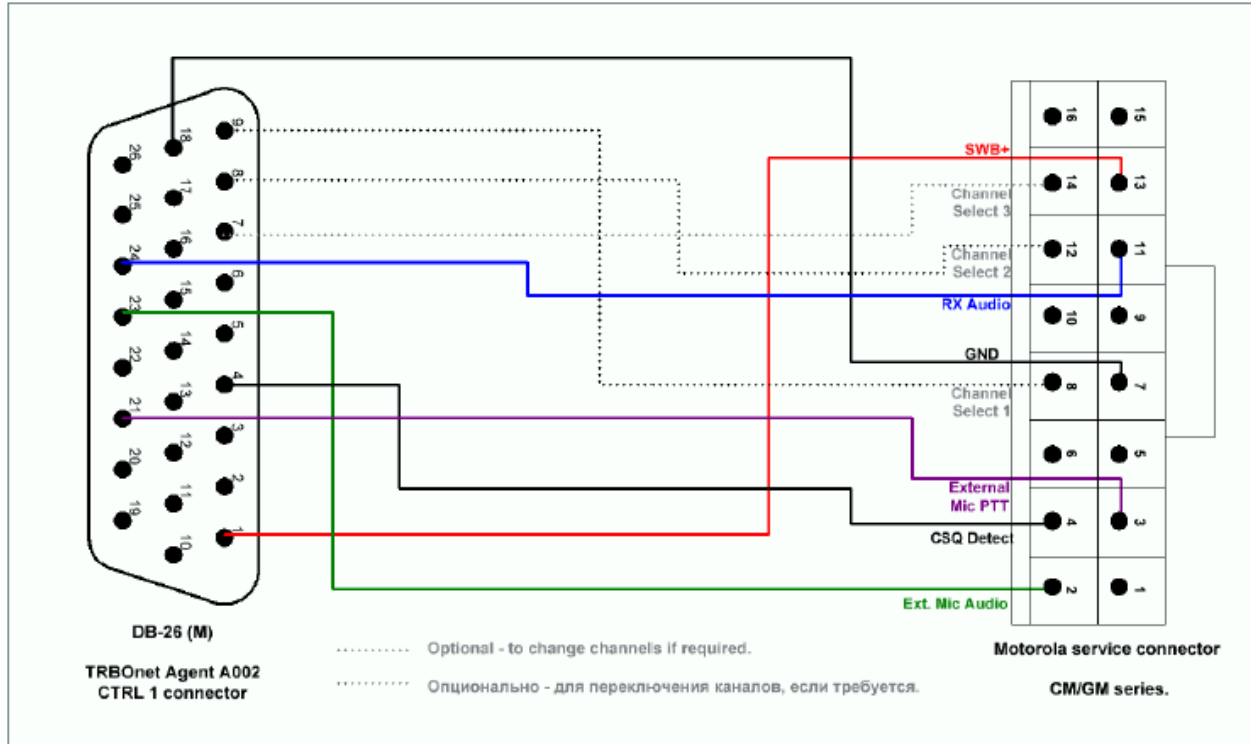 18
9
26
8
17
25
7
16
24
6
15
23
5
14
22
4
13
21
3
12
20
2
11
19
1
10
16
15
SWB+
14
13
Channel
Select 3
12
11
Channel
Select 2
RX Audio
10
9
GND
8
7
Channel
Select 1
6
5
External
Mic PTT
4
3
CSQ Detect
2
1
Ext. Mic Audio
DB-26 (M)
TRBOnet Agent A002
CTRL 1 connector
Optional - to change channels if required.
Опционально - для переключения каналов, если требуется.
Motorola service connector
CM/GM series.